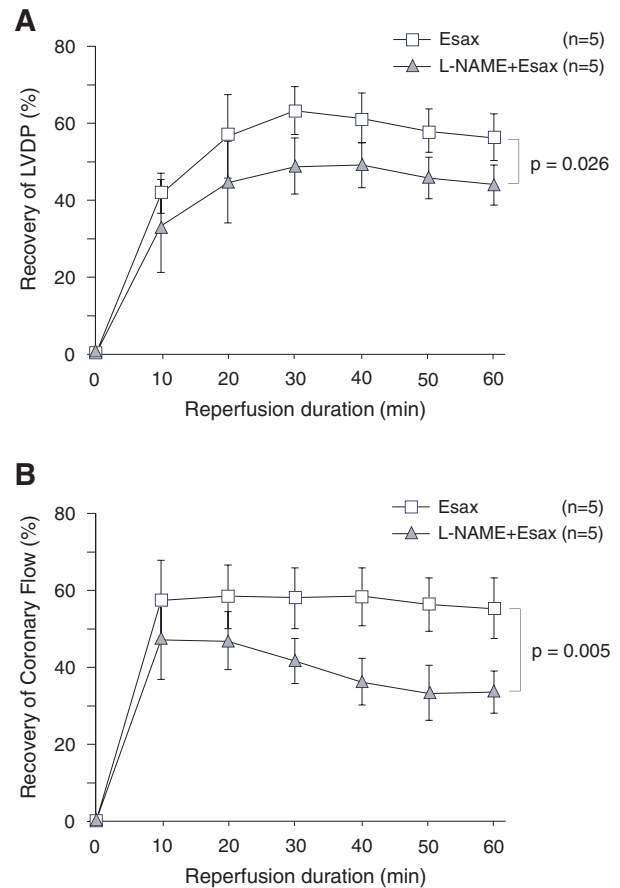 A
Esax (n=5)
L-NAME+Esax (n=5)
80
60
40
20
0
Recovery of LVDP (%)
p = 0.026
0 10 20 30 40 50 60
Reperfusion duration (min)
B
Esax (n=5)
L-NAME+Esax (n=5)
80
60
40
20
0
Recovery of Coronary Flow (%)
p = 0.005
0 10 20 30 40 50 60
Reperfusion duration (min)